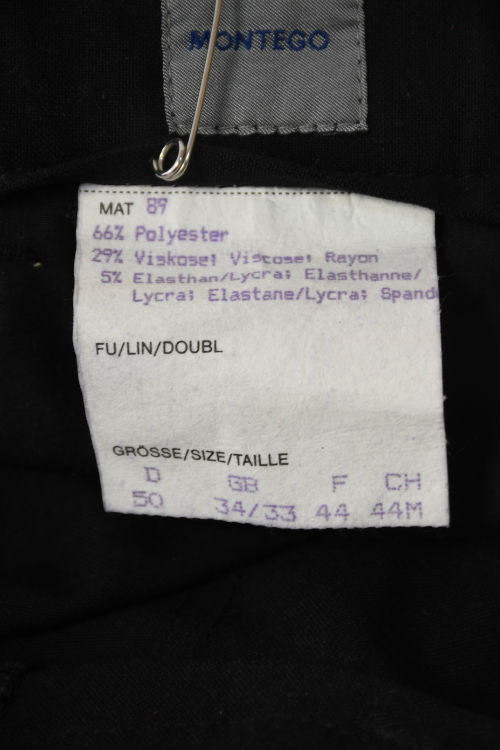 MONTEGO
MAT 89
66% Polyester
29% Viskose; Viscose; Rayon
5% Elasthan/Lycra; Elasthanne/
Lycra; Elastane/Lycra; Spand
FU/LIN/DOUBL
GRÖSSE/SIZE/TAILLE
D GB F CH
50 34/33 44 44M